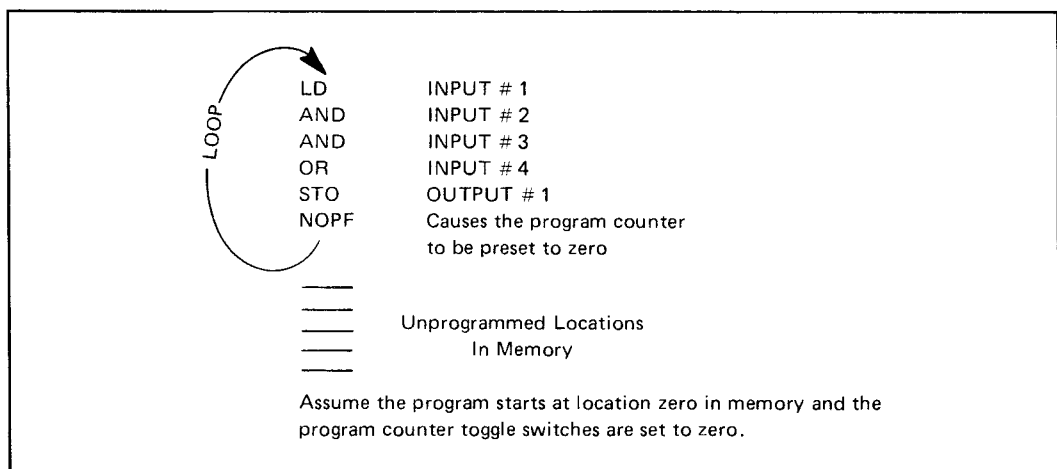 LOOP
LD INPUT # 1
AND INPUT # 2
AND INPUT # 3
OR INPUT # 4
STO OUTPUT # 1
NOPF Causes the program counter
to be preset to zero
Unprogrammed Locations
In Memory
Assume the program starts at location zero in memory and the
program counter toggle switches are set to zero.